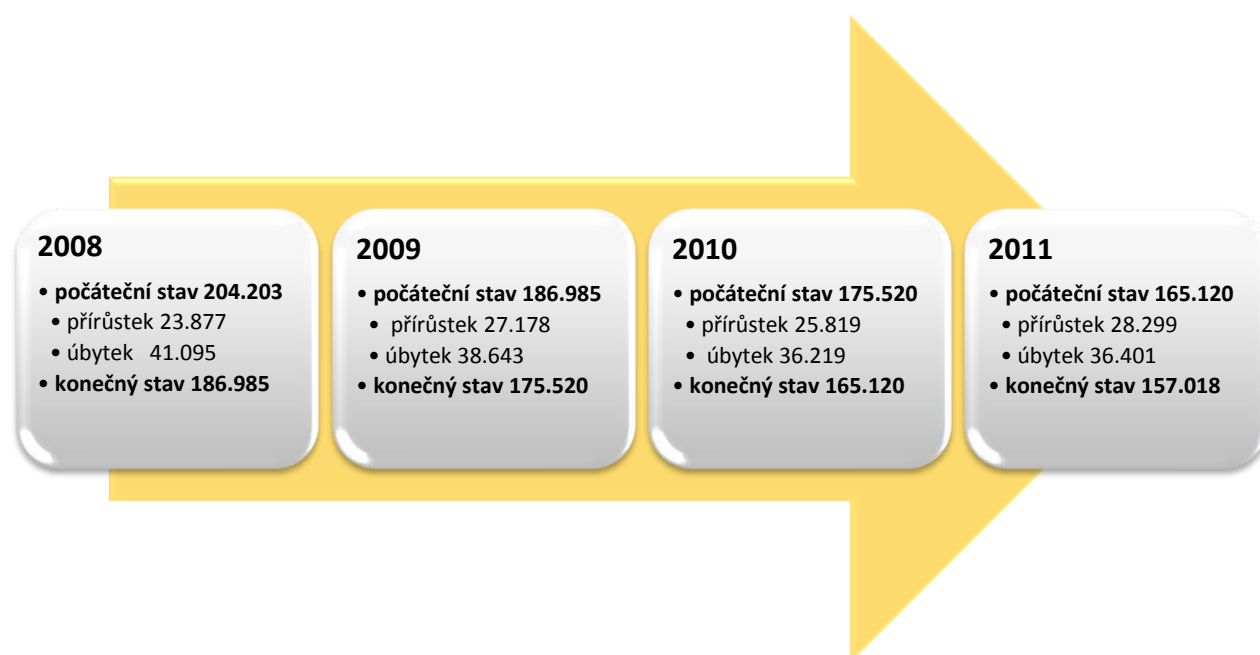 2008
• počáteční stav 204.203
• přírůstek 23.877
• úbytek 41.095
• konečný stav 186.985
2009
• počáteční stav 186.985
• přírůstek 27.178
• úbytek 38.643
• konečný stav 175.520
2010
• počáteční stav 175.520
• přírůstek 25.819
• úbytek 36.219
• konečný stav 165.120
2011
• počáteční stav 165.120
• přírůstek 28.299
• úbytek 36.401
• konečný stav 157.018